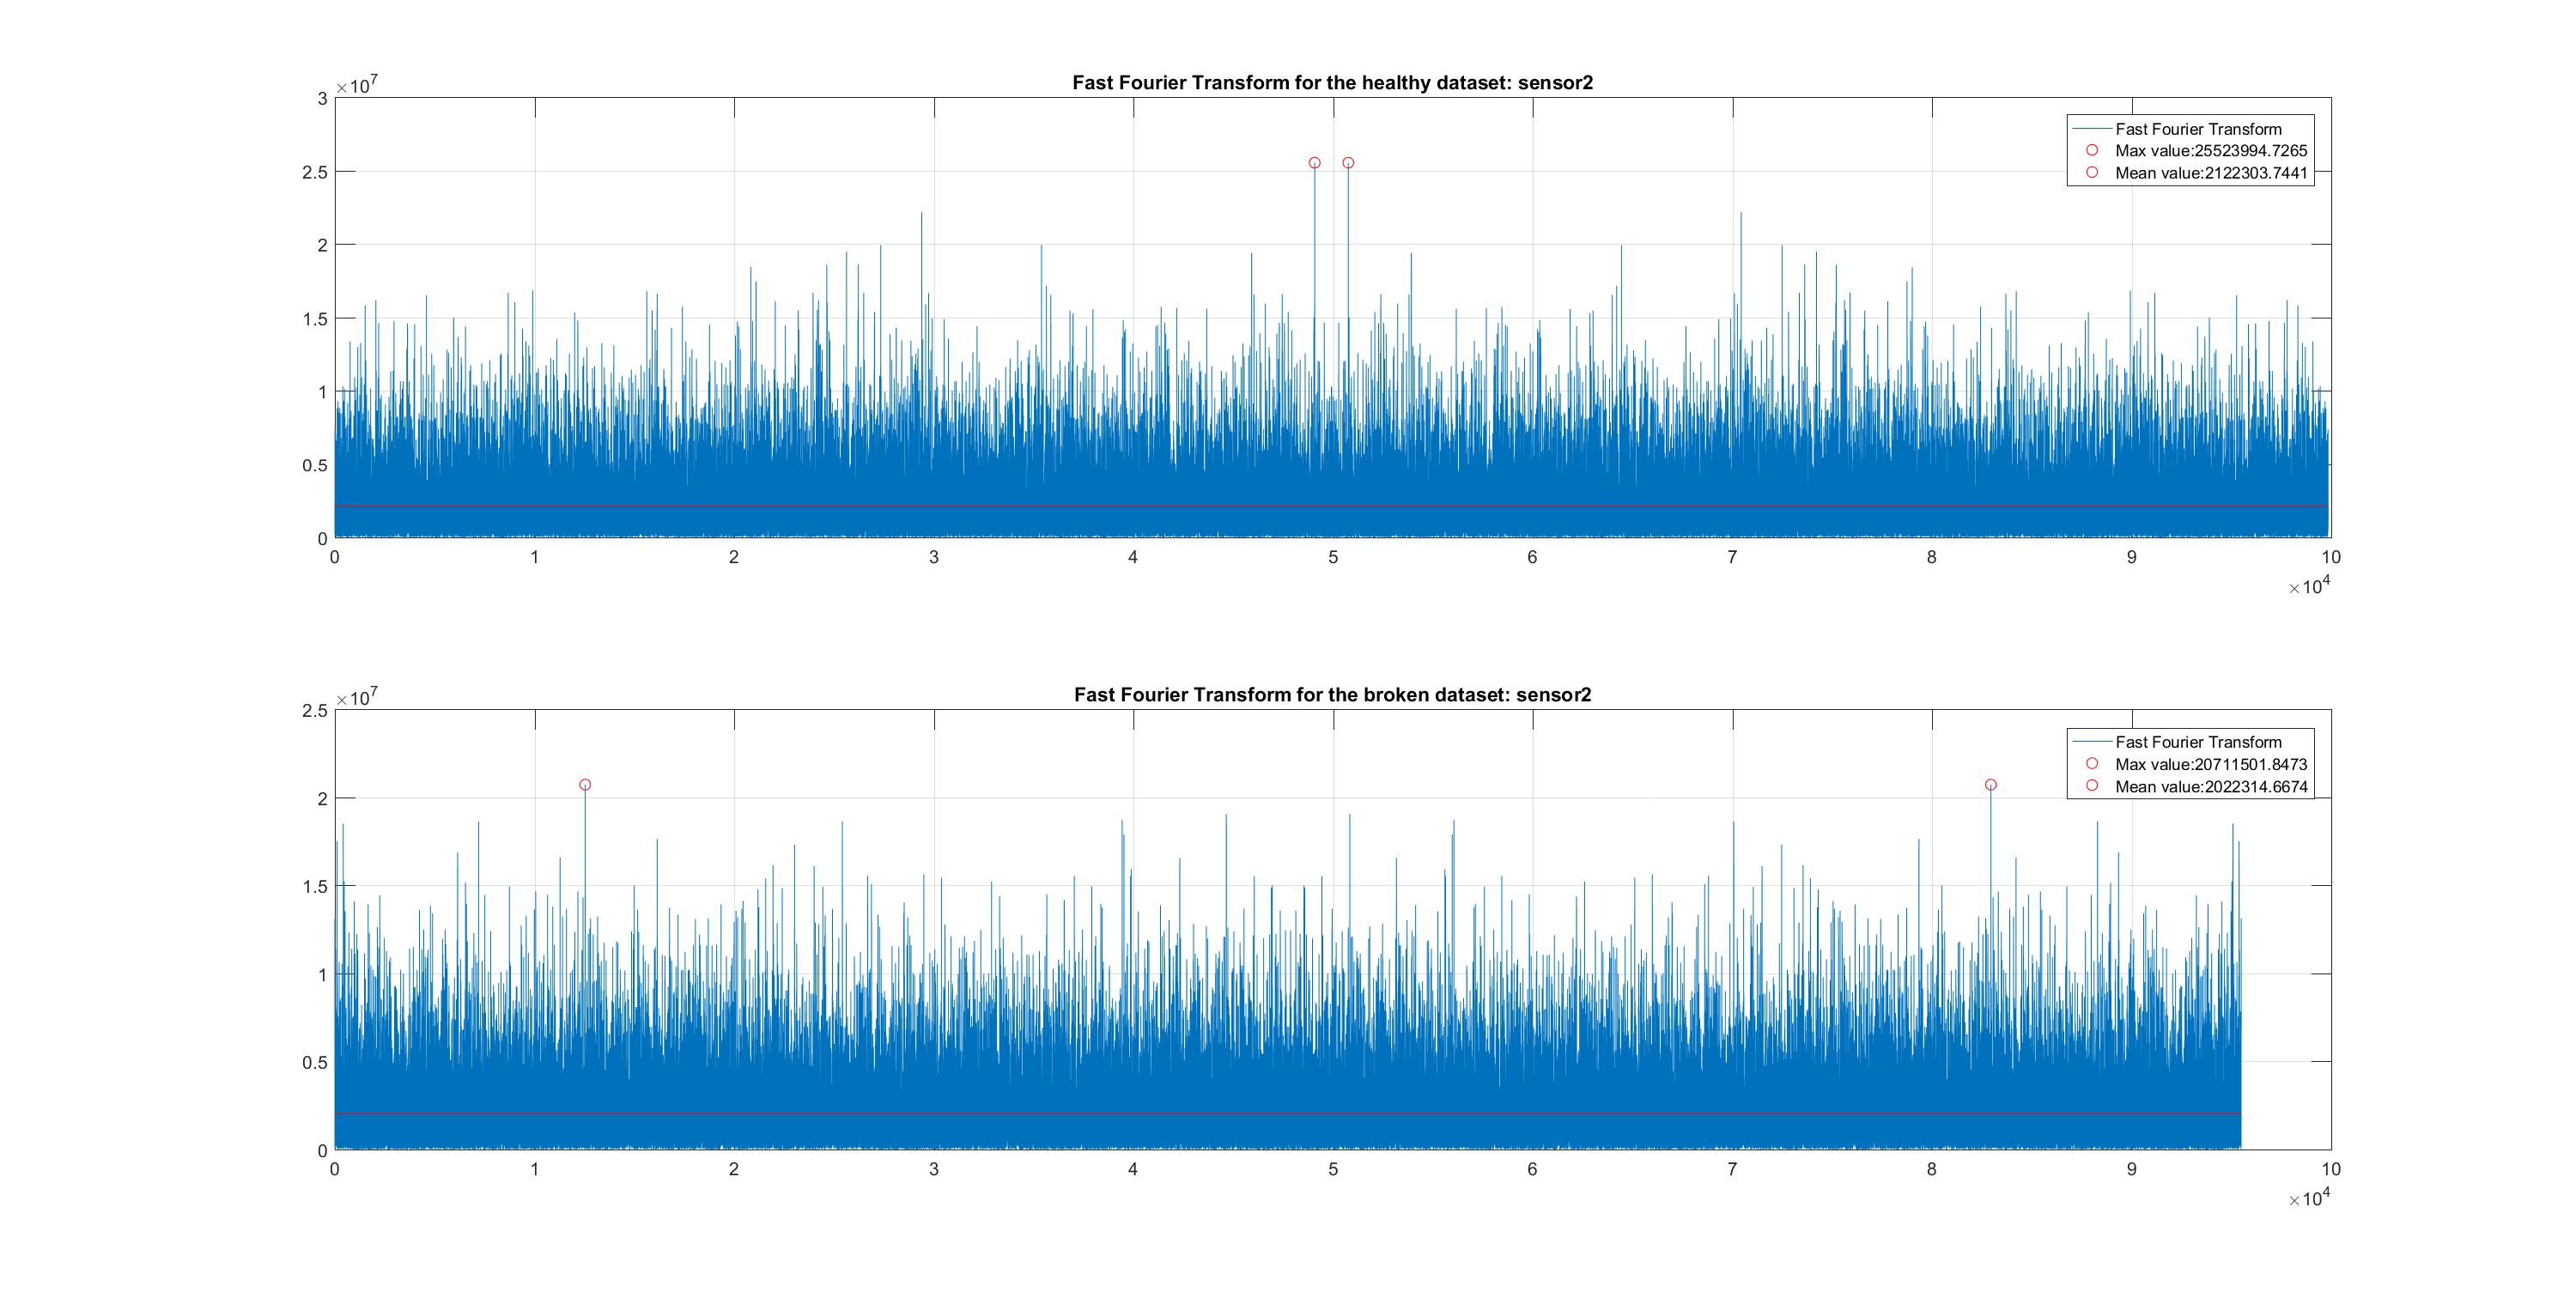 Fast Fourier Transform for the healthy dataset: sensor2
×10^7
3
2.5
2
1.5
1
0.5
0
Fast Fourier Transform
Max value:25523994.7265
Mean value:2122303.7441
0 1 2 3 4 5 6 7 8 9 10
×10^4
Fast Fourier Transform for the broken dataset: sensor2
×10^7
2.5
2
1.5
1
0.5
0
Fast Fourier Transform
Max value:20711501.8473
Mean value:2022314.6674
0 1 2 3 4 5 6 7 8 9 10
×10^4